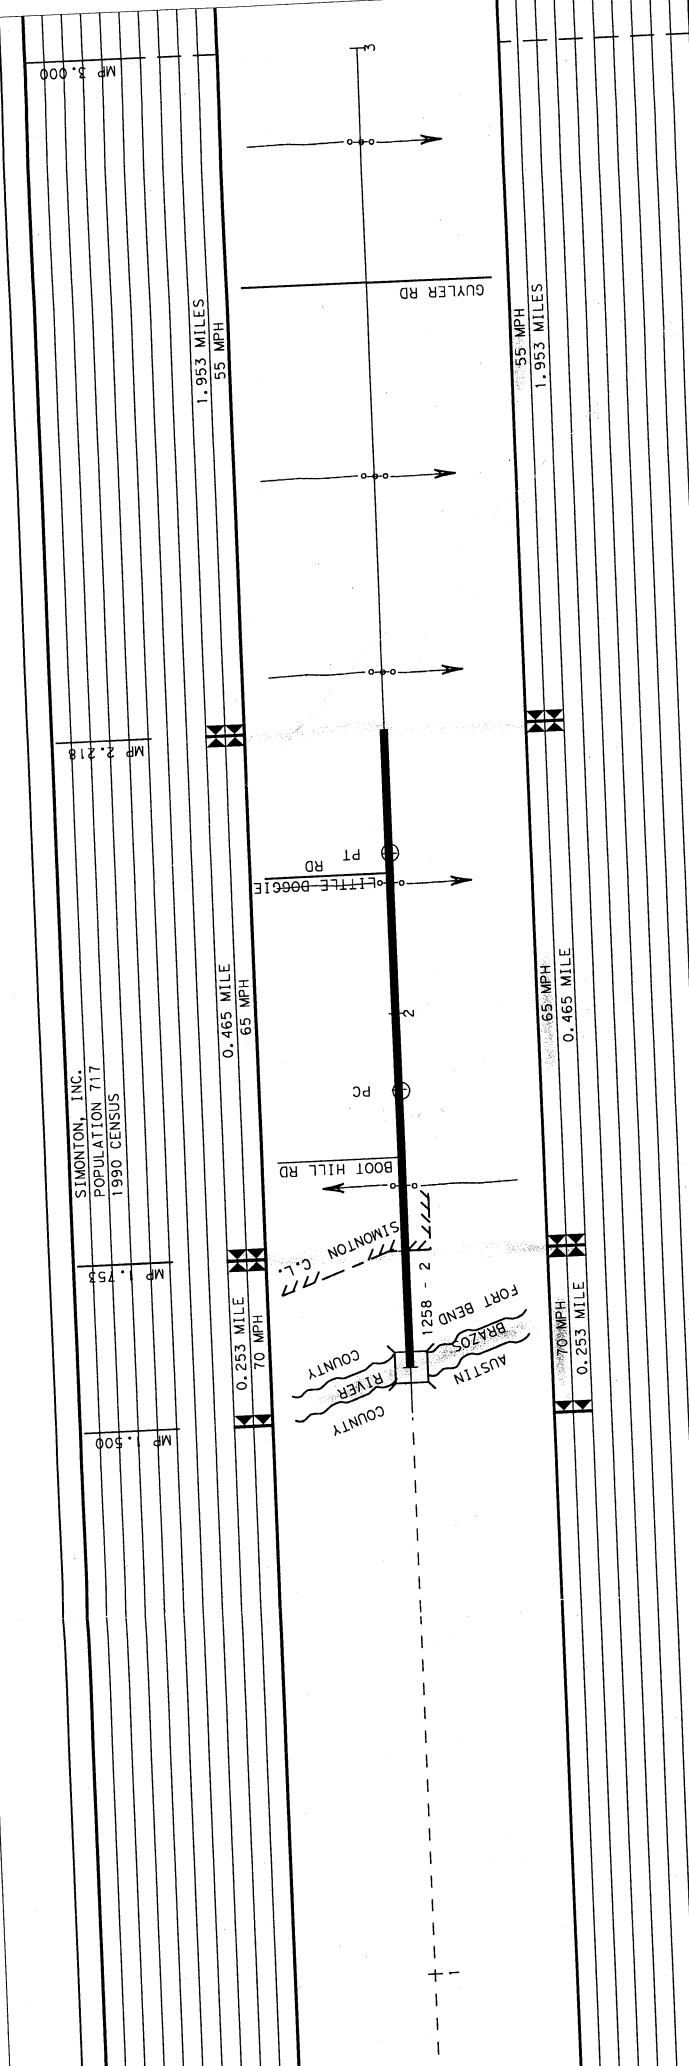 3
MP 3.000
GUYLER RD
1.953 MILES
55 MPH
55 MPH
1.953 MILES
MP 2.218
PT
LITTLE DOGGIE
RD
0.465 MILE
65 MPH
65 MPH
0.465 MILE
2
PC
SIMONTON, INC.
POPULATION 717
1990 CENSUS
BOOT HILL RD
SIMONTON C.L.
MP 1.753
1258 - 2
0.253 MILE
70 MPH
70 MPH
0.253 MILE
FORT BEND COUNTY
BRAZOS RIVER
AUSTIN COUNTY
MP 1.500
1